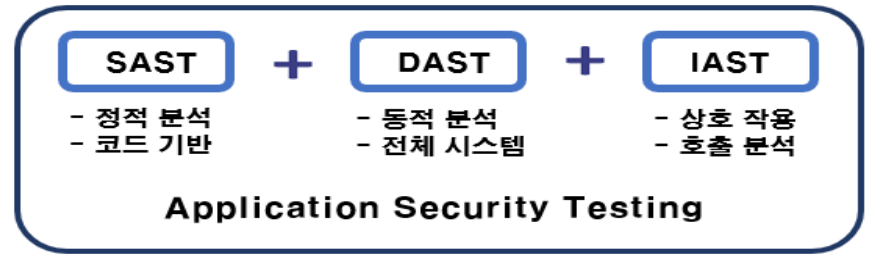 SAST + DAST + IAST
- 정적 분석 - 동적 분석 - 상호 작용
- 코드 기반 - 전체 시스템 - 호출 분석
Application Security Testing